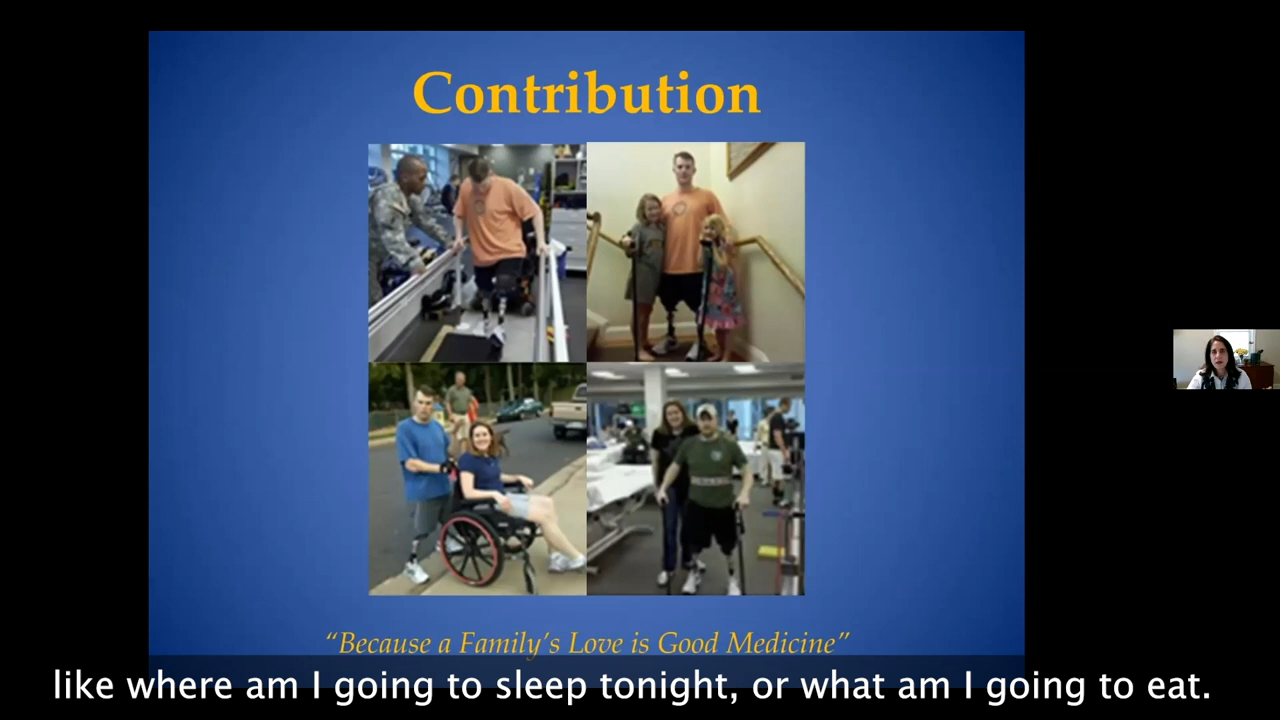 Contribution
“Because a Family’s Love is Good Medicine”
like where am I going to sleep tonight, or what am I going to eat.